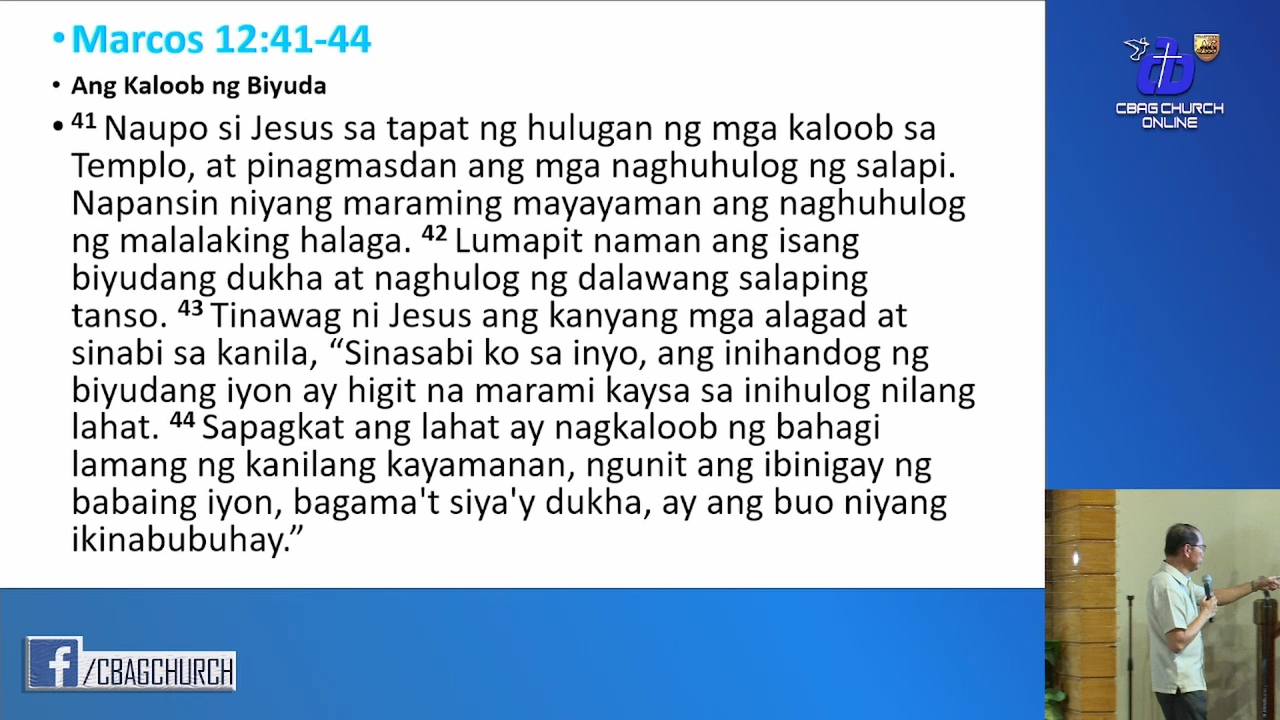 •Marcos 12:41-44
• Ang Kaloob ng Biyuda
• 41 Naupo si Jesus sa tapat ng hulugan ng mga kaloob sa
Templo, at pinagmasdan ang mga naghuhulog ng salapi.
Napansin niyang maraming mayayaman ang naghuhulog
ng malalaking halaga. 42 Lumapit naman ang isang
biyudang dukha at naghulog ng dalawang salaping
tanso. 43 Tinawag ni Jesus ang kanyang mga alagad at
sinabi sa kanila, “Sinasabi ko sa inyo, ang inihandog ng
biyudang iyon ay higit na marami kaysa sa inihulog nilang
lahat. 44 Sapagkat ang lahat ay nagkaloob ng bahagi
lamang ng kanilang kayamanan, ngunit ang ibinigay ng
babaing iyon, bagama't siya'y dukha, ay ang buo niyang
ikinabubuhay.”
CBAG CHURCH
ONLINE
f/CBAGCHURCH